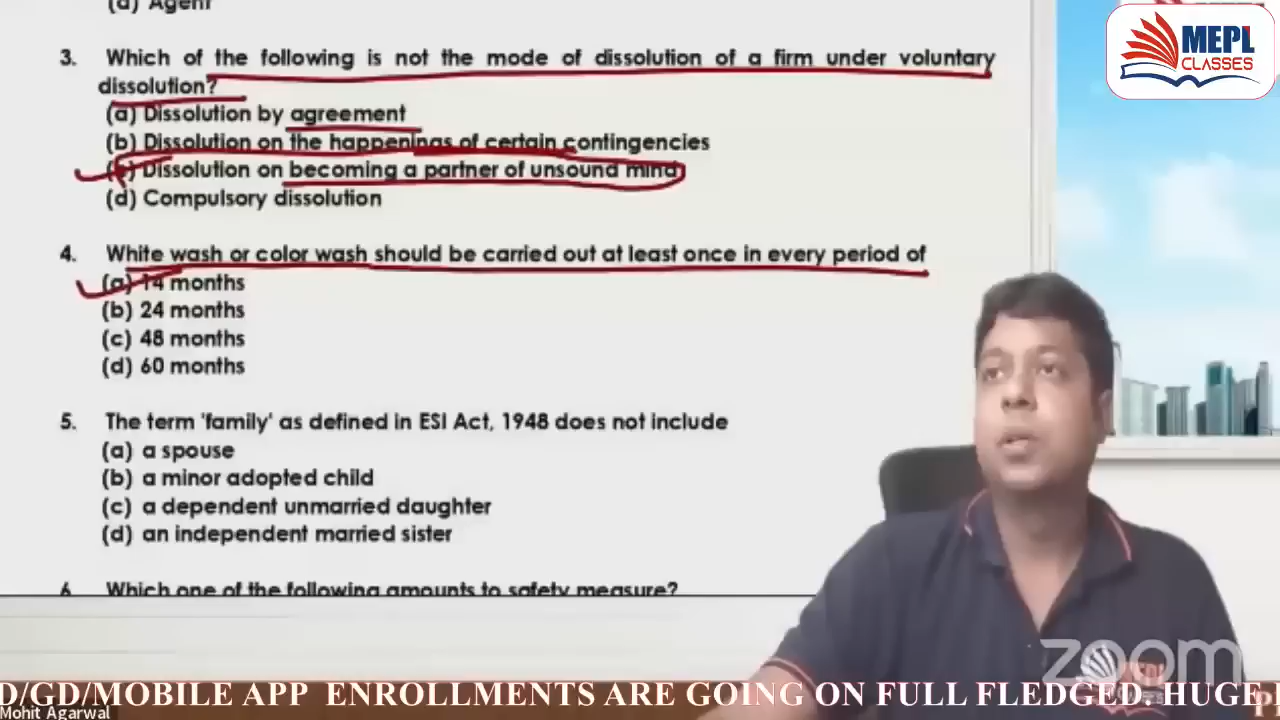 (d) Agent
3. Which of the following is not the mode of dissolution of a firm under voluntary
dissolution?
(a) Dissolution by agreement
(b) Dissolution on the happenings of certain contingencies
Dissolution on becoming a partner of unsound mind
(d) Compulsory dissolution
4. White wash or color wash should be carried out at least once in every period of
(a) 14 months
(b) 24 months
(c) 48 months
(d) 60 months
5. The term 'family' as defined in ESI Act, 1948 does not include
(a) a spouse
(b) a minor adopted child
(c) a dependent unmarried daughter
(d) an independent married sister
6 Which one of the following amounts to safety measure?
MEPL
CLASSES
zoom
MEPL
D/GD/MOBILE APP ENROLLMENTS ARE GOING ON FULL FLEDGED. HUGE
Mohit Agarwal